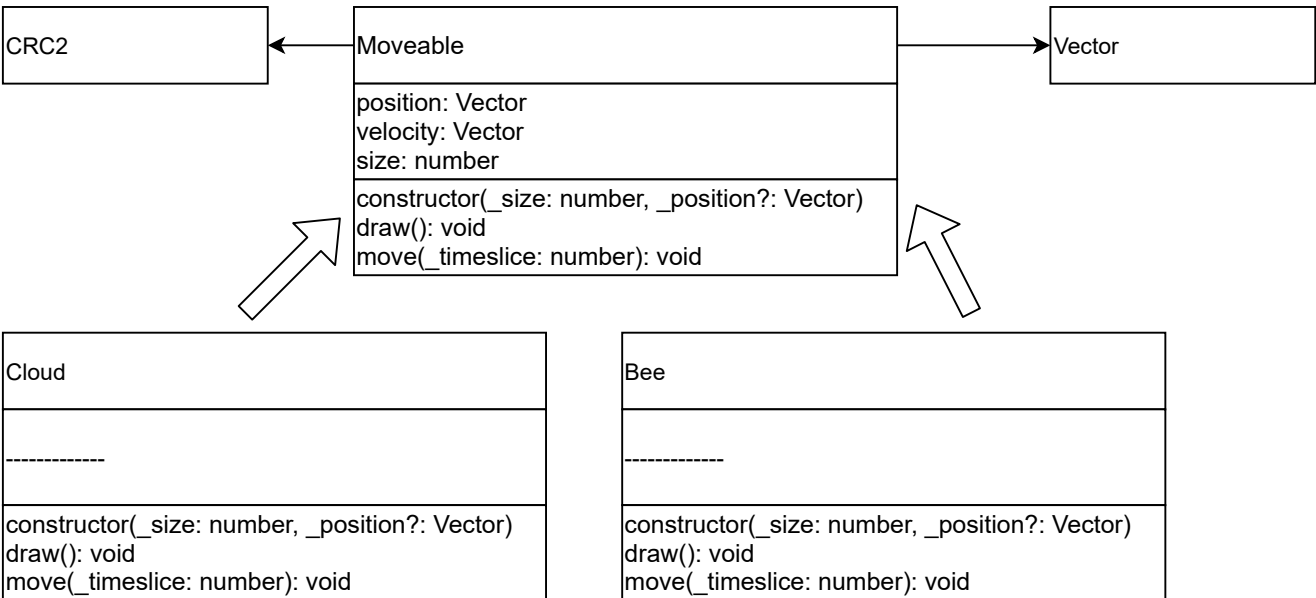 CRC2
Moveable
Vector
position: Vector
velocity: Vector
size: number
constructor(_size: number, _position?: Vector)
draw(): void
move(_timeslice: number): void
Cloud
-------------
constructor(_size: number, _position?: Vector)
draw(): void
move(_timeslice: number): void
Bee
-------------
constructor(_size: number, _position?: Vector)
draw(): void
move(_timeslice: number): void